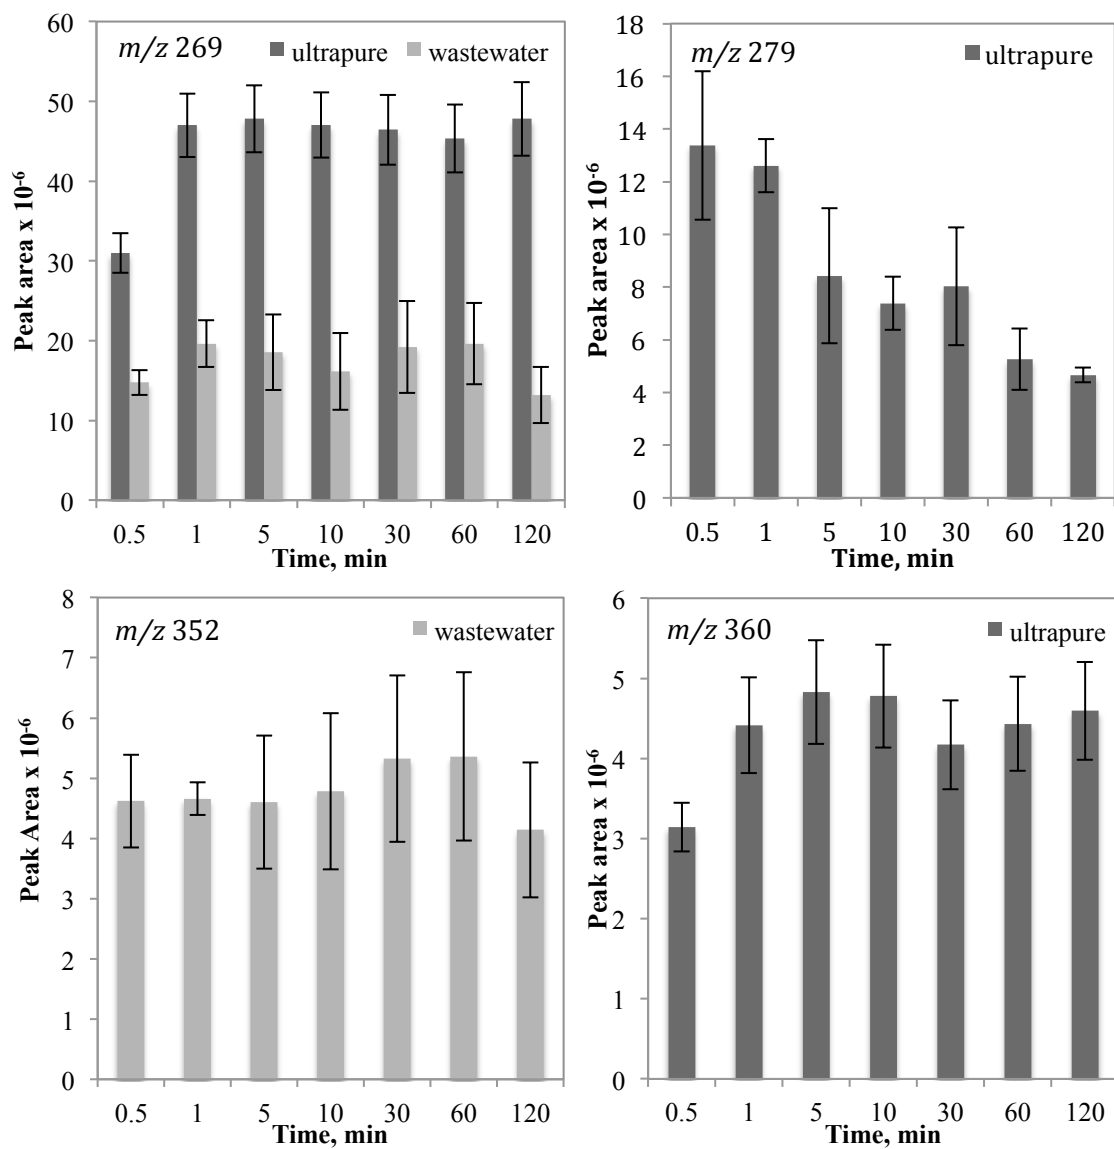 m/z 269
ultrapure wastewater
60
50
40
30
20
10
0
Peak area x 10-6
0.5 1 5 10 30 60 120
Time, min
m/z 279
ultrapure
18
16
14
12
10
8
6
4
2
0
Peak area x 10-6
0.5 1 5 10 30 60 120
Time, min
m/z 352
wastewater
8
7
6
5
4
3
2
1
0
Peak Area x 10-6
0.5 1 5 10 30 60 120
Time, min
m/z 360
ultrapure
6
5
4
3
2
1
0
Peak area x 10-6
0.5 1 5 10 30 60 120
Time, min